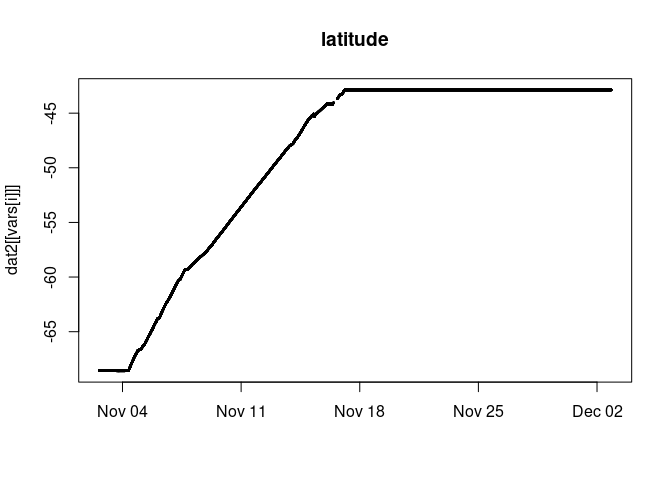 latitude
dat2[[vars[i]]]
-45
-50
-55
-60
-65
Nov 04
Nov 11
Nov 18
Nov 25
Dec 02